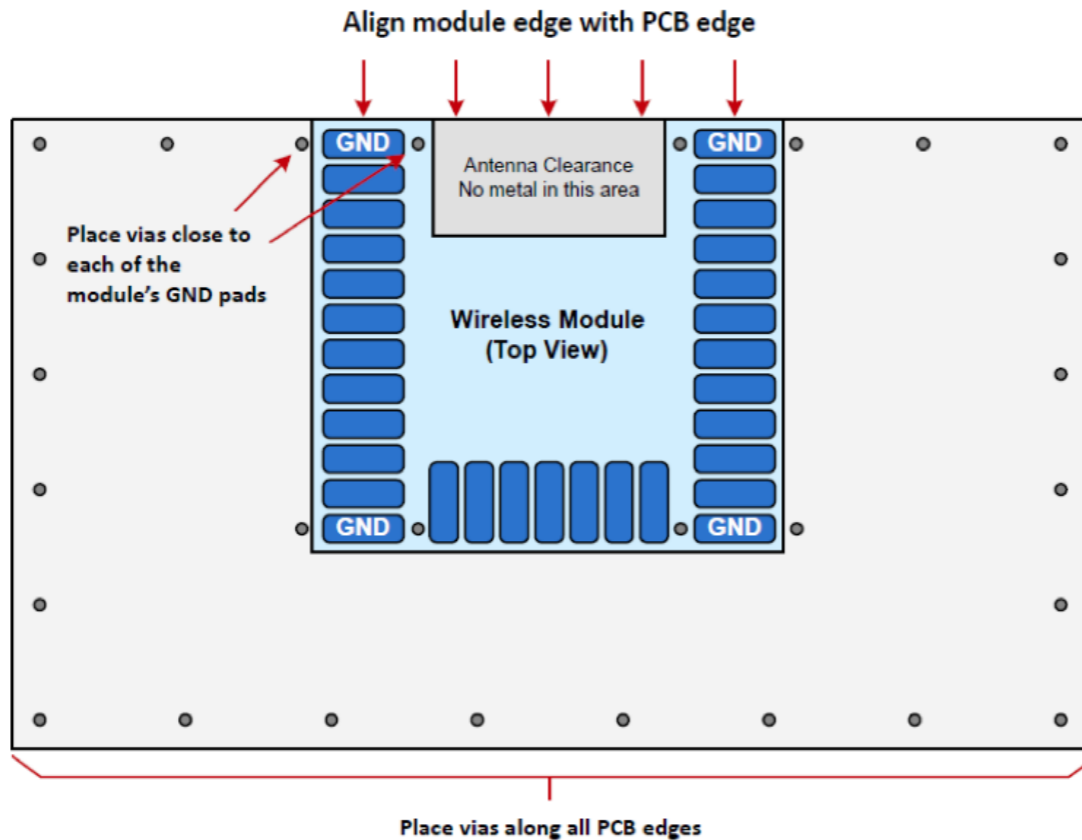 Align module edge with PCB edge
GND
GND
Antenna Clearance
No metal in this area
Place vias close to
each of the
module's GND pads
Wireless Module
(Top View)
GND
GND
Place vias along all PCB edges